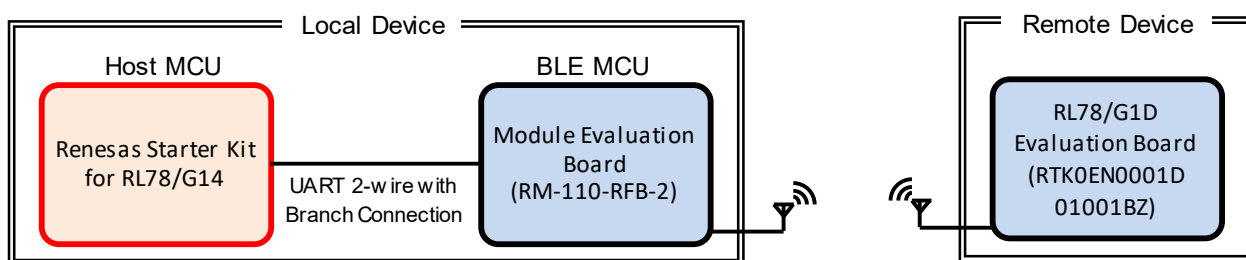 Local Device
Remote Device
Host MCU
BLE MCU
Renesas Starter Kit
for RL78/G14
UART 2-wire with
Branch Connection
Module Evaluation
Board
(RM-110-RFB-2)
RL78/G1D
Evaluation Board
(RTK0EN0001D
01001BZ)